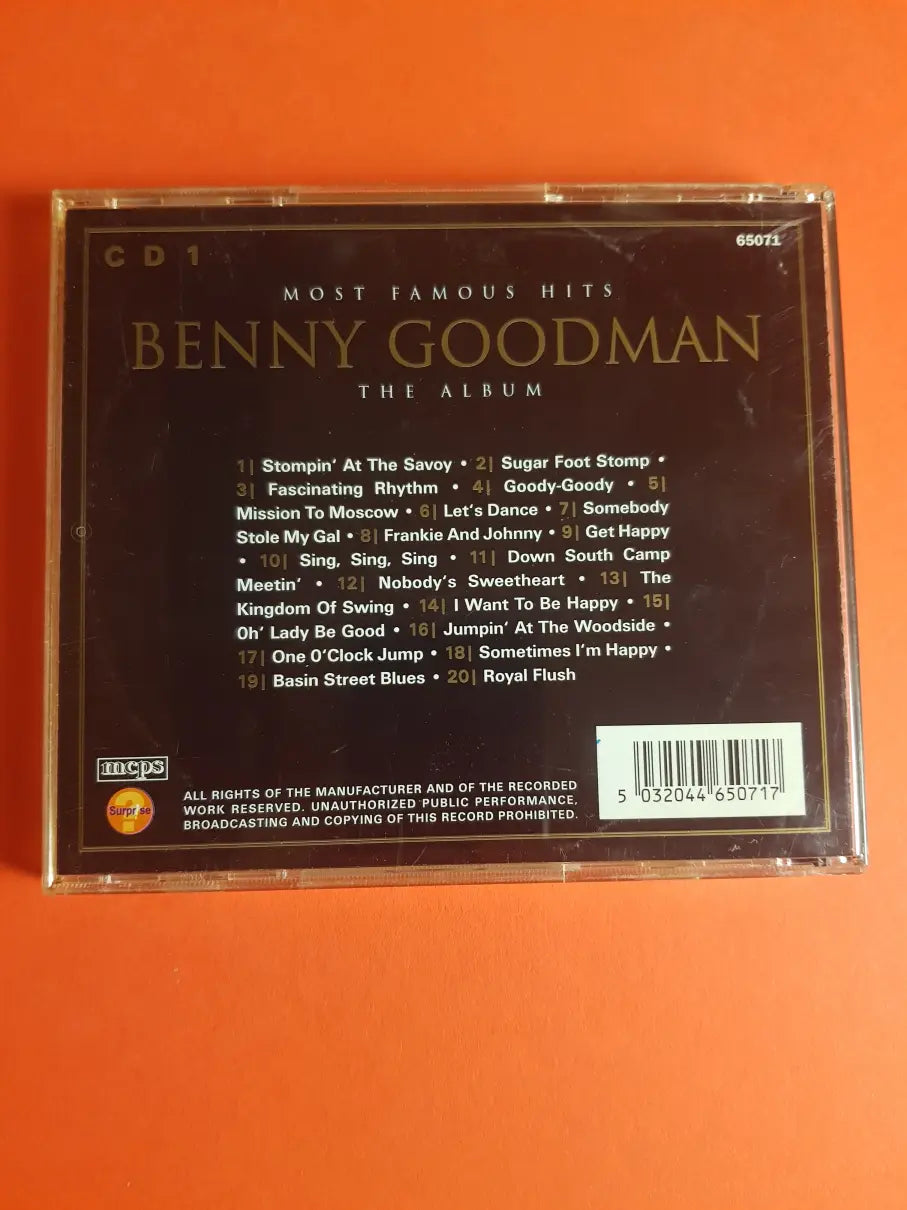 CD1
65071
MOST FAMOUS HITS
BENNY GOODMAN
THE ALBUM
1| Stompin' At The Savoy • 2| Sugar Foot Stomp •
3| Fascinating Rhythm • 4| Goody-Goody • 5|
Mission To Moscow • 6| Let's Dance • 7| Somebody
Stole My Gal • 8| Frankie And Johnny • 9| Get Happy
• 10| Sing, Sing, Sing • 11| Down South Camp
Meetin' • 12| Nobody's Sweetheart • 13| The
Kingdom Of Swing • 14| I Want To Be Happy • 15|
Oh' Lady Be Good • 16| Jumpin' At The Woodside •
17| One O'Clock Jump • 18| Sometimes I'm Happy •
19| Basin Street Blues • 20| Royal Flush
mcps
Surprise
?
ALL RIGHTS OF THE MANUFACTURER AND OF THE RECORDED
WORK RESERVED. UNAUTHORIZED PUBLIC PERFORMANCE,
BROADCASTING AND COPYING OF THIS RECORD PROHIBITED.
5 032044 650717